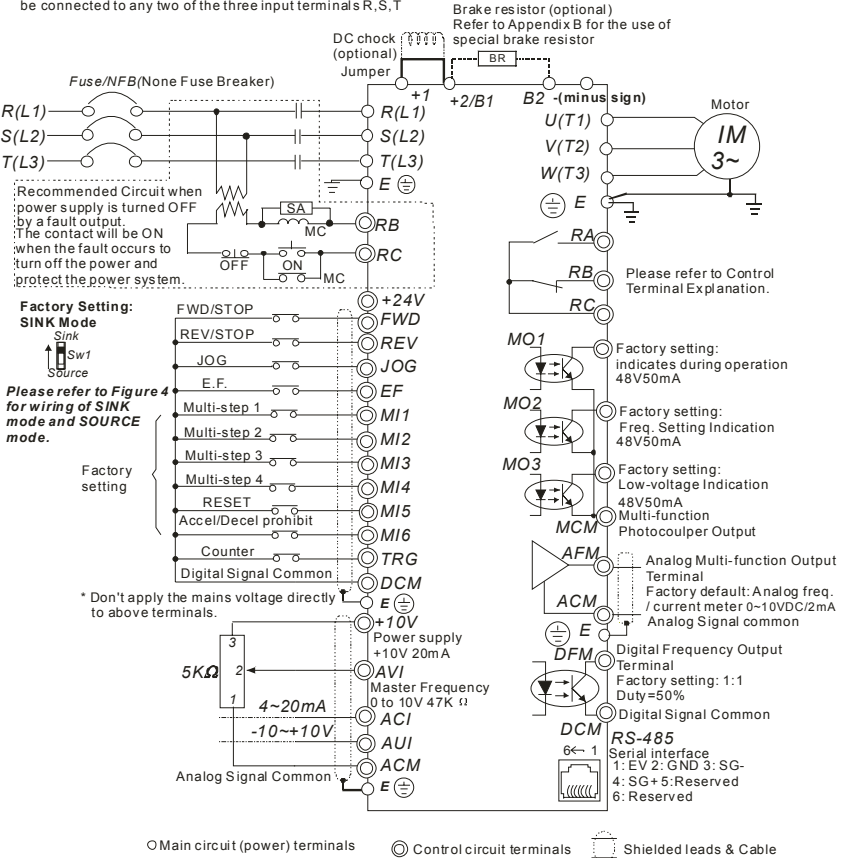 be connected to any two of the three input terminals R,S,T
Brake resistor (optional)
Refer to Appendix B for the use of
special brake resistor
DC chock
(optional)
Jumper
BR
Fuse/NFB(None Fuse Breaker)
+1
+2/B1
B2
-(minus sign)
Motor
R(L1)
R(L1)
U(T1)
IM
3~
S(L2)
S(L2)
V(T2)
T(L3)
T(L3)
W(T3)
E
E
Recommended Circuit when
power supply is turned OFF
by a fault output.
The contact will be ON
when the fault occurs to
turn off the power and
protect the power system.
SA
MC
RB
OFF
ON
MC
RC
RA
RB
RC
Please refer to Control
Terminal Explanation.
Factory Setting:
SINK Mode
Sink
Sw1
Source
Please refer to Figure 4
for wiring of SINK
mode and SOURCE
mode.
Factory
setting
+24V
FWD/STOP
FWD
REV/STOP
REV
JOG
JOG
E.F.
EF
Multi-step 1
MI1
Multi-step 2
MI2
Multi-step 3
MI3
Multi-step 4
MI4
RESET
MI5
Accel/Decel prohibit
MI6
Counter
TRG
Digital Signal Common
DCM
* Don't apply the mains voltage directly
to above terminals.
E
MO1
Factory setting:
indicates during operation
48V50mA
MO2
Factory setting:
Freq. Setting Indication
48V50mA
MO3
Factory setting:
Low-voltage Indication
48V50mA
MCM
Multi-function
Photocoulper Output
AFM
Analog Multi-function Output
Terminal
Factory default: Analog freq.
/ current meter 0~10VDC/2mA
ACM
Analog Signal common
E
+10V
Power supply
+10V 20mA
3
5KΩ
2
1
AVI
Master Frequency
0 to 10V 47K Ω
4~20mA
ACI
-10~+10V
AUI
ACM
Analog Signal Common
E
DFM
Digital Frequency Output
Terminal
Factory setting: 1:1
Duty=50%
Digital Signal Common
DCM
RS-485
Serial interface
6← 1
1: EV 2: GND 3: SG-
4: SG+ 5:Reserved
6: Reserved
Main circuit (power) terminals
Control circuit terminals
Shielded leads & Cable